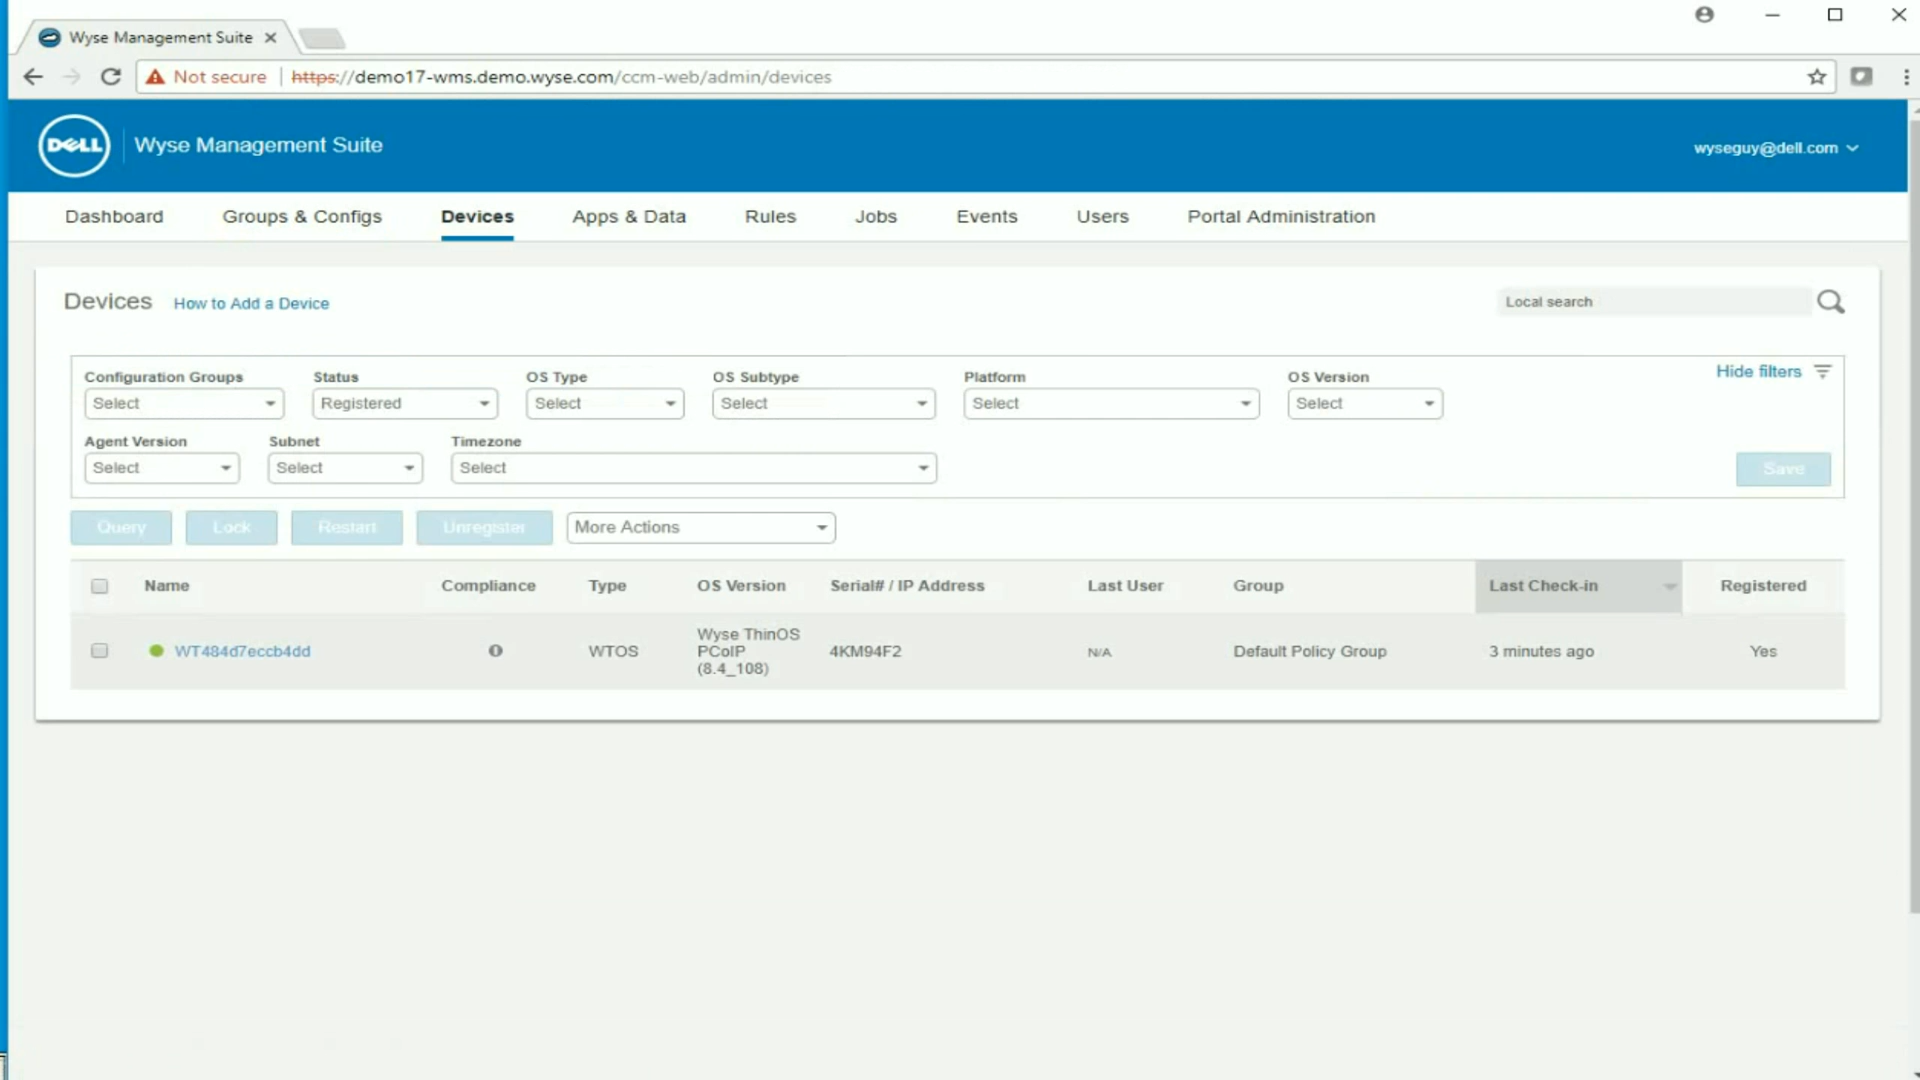 Wyse Management Suite
Not secure | https://demo17-wms.demo.wyse.com/ccm-web/admin/devices
DELL Wyse Management Suite wyseguy@dell.com
Dashboard Groups & Configs Devices Apps & Data Rules Jobs Events Users Portal Administration
Devices How to Add a Device Local search
Hide filters
Configuration Groups Status OS Type OS Subtype Platform OS Version
Select Registered Select Select Select Select
Agent Version Subnet Timezone
Select Select Select Save
Query Lock Restart Unregister More Actions
Name Compliance Type OS Version Serial# / IP Address Last User Group Last Check-in Registered
WT484d7eccb4dd WTOS Wyse ThinOS PCoIP (8.4_108) 4KM94F2 N/A Default Policy Group 3 minutes ago Yes